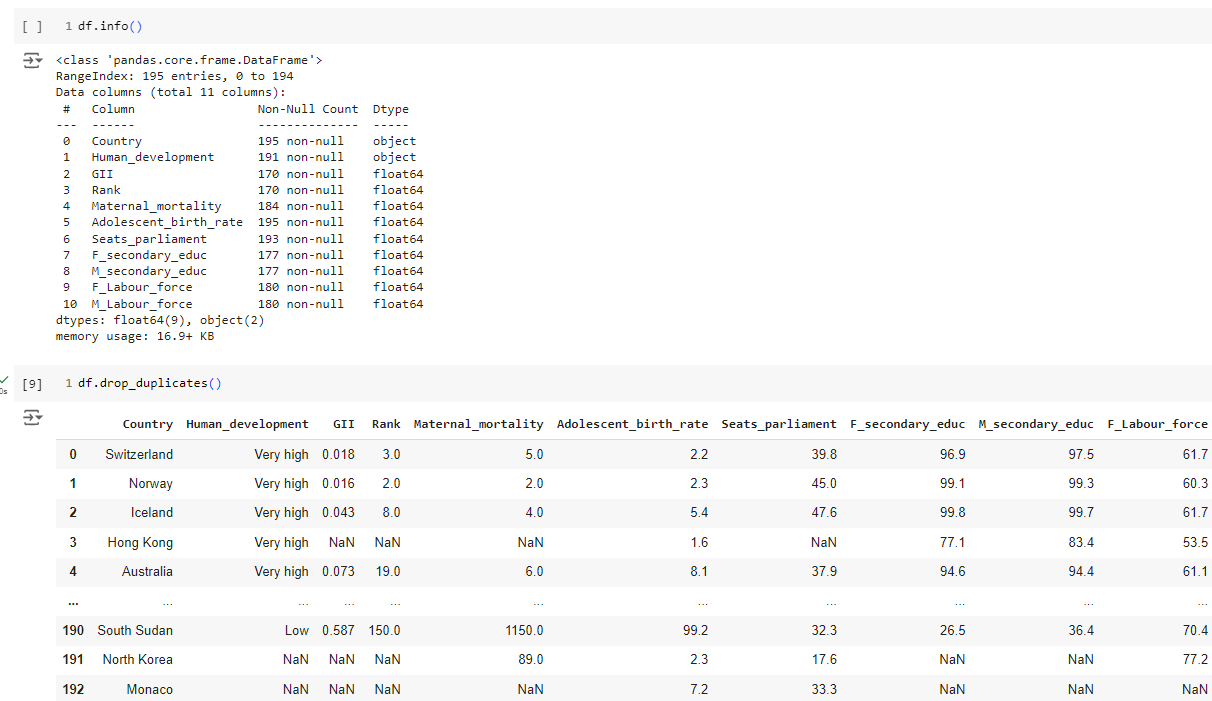 [ ] 1 df.info()
<class 'pandas.core.frame.DataFrame'>
RangeIndex: 195 entries, 0 to 194
Data columns (total 11 columns):
 #   Column                 Non-Null Count  Dtype
---  ------                 --------------  -----
 0   Country                195 non-null    object
 1   Human_development      191 non-null    object
 2   GII                    170 non-null    float64
 3   Rank                   170 non-null    float64
 4   Maternal_mortality     184 non-null    float64
 5   Adolescent_birth_rate  195 non-null    float64
 6   Seats_parliament       193 non-null    float64
 7   F_secondary_educ       177 non-null    float64
 8   M_secondary_educ       177 non-null    float64
 9   F_Labour_force         180 non-null    float64
 10  M_Labour_force         180 non-null    float64
dtypes: float64(9), object(2)
memory usage: 16.9+ KB
[9] 1 df.drop_duplicates()
0s
Country Human_development GII Rank Maternal_mortality Adolescent_birth_rate Seats_parliament F_secondary_educ M_secondary_educ F_Labour_force
0 Switzerland Very high 0.018 3.0 5.0 2.2 39.8 96.9 97.5 61.7
1 Norway Very high 0.016 2.0 2.0 2.3 45.0 99.1 99.3 60.3
2 Iceland Very high 0.043 8.0 4.0 5.4 47.6 99.8 99.7 61.7
3 Hong Kong Very high NaN NaN NaN 1.6 NaN 77.1 83.4 53.5
4 Australia Very high 0.073 19.0 6.0 8.1 37.9 94.6 94.4 61.1
... ... ... ... ... ... ... ... ... ... ...
190 South Sudan Low 0.587 150.0 1150.0 99.2 32.3 26.5 36.4 70.4
191 North Korea NaN NaN NaN 89.0 2.3 17.6 NaN NaN 77.2
192 Monaco NaN NaN NaN NaN 7.2 33.3 NaN NaN NaN